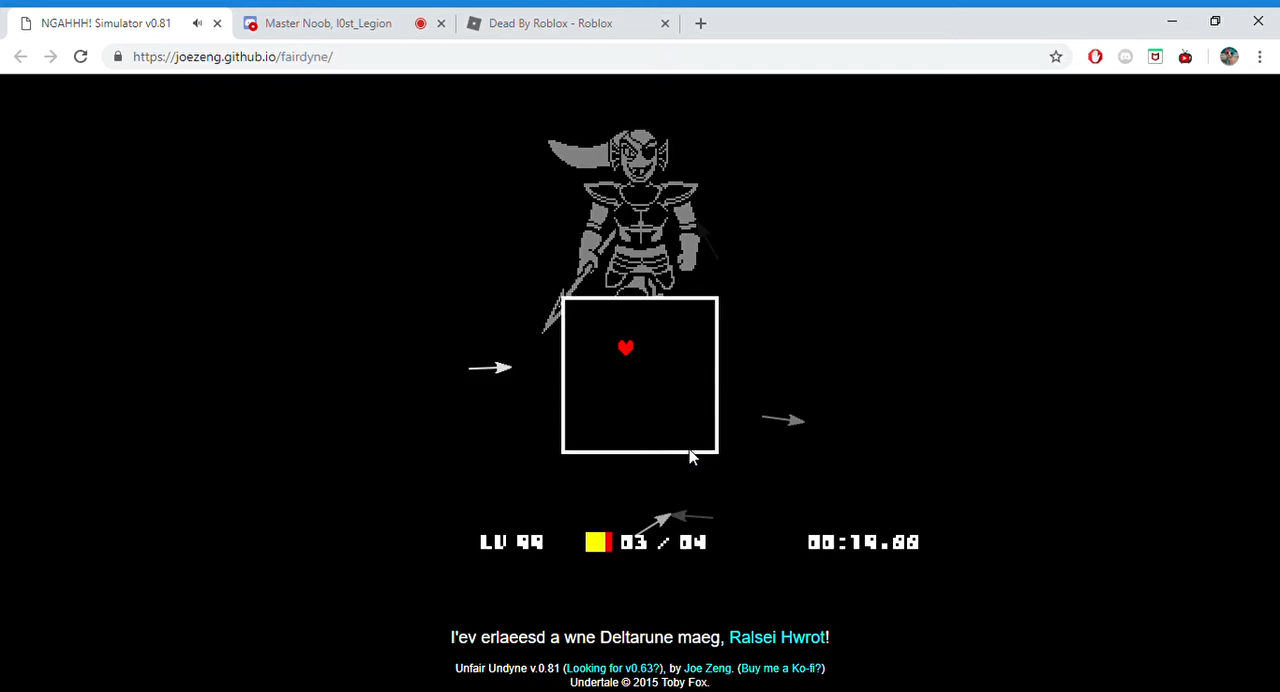 NGAHHH! Simulator v0.81
Master Noob, l0st_Legion
Dead By Roblox - Roblox
https://joezeng.github.io/fairdyne/
LV 99
03 / 04
00:19.88
I'ev erlaeesd a wne Deltarune maeg, Ralsei Hwrot!
Unfair Undyne v.0.81 (Looking for v0.63?), by Joe Zeng. (Buy me a Ko-fi?)
Undertale © 2015 Toby Fox.